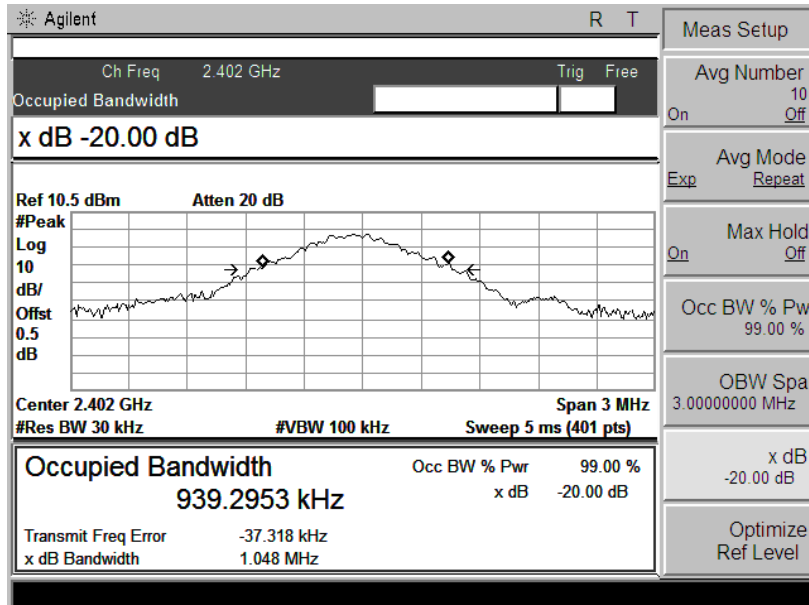 Agilent R T
Meas Setup
Ch Freq 2.402 GHz Trig Free
Occupied Bandwidth
x dB -20.00 dB
Ref 10.5 dBm Atten 20 dB
#Peak
Log
10
dB/
Offst
0.5
dB
Center 2.402 GHz Span 3 MHz
#Res BW 30 kHz #VBW 100 kHz Sweep 5 ms (401 pts)
Occupied Bandwidth
939.2953 kHz
Occ BW % Pwr 99.00 %
x dB -20.00 dB
Transmit Freq Error -37.318 kHz
x dB Bandwidth 1.048 MHz
Avg Number
10
On Off
Avg Mode
Exp Repeat
Max Hold
On Off
Occ BW % Pw
99.00 %
OBW Spa
3.00000000 MHz
x dB
-20.00 dB
Optimize
Ref Level